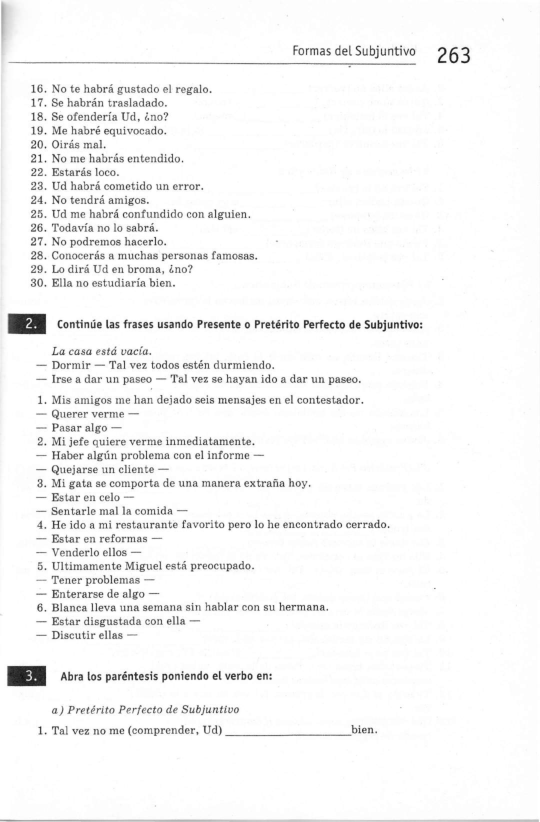 Formas del Subjuntivo 263
16. No te habrá gustado el regalo.
17. Se habrán trasladado.
18. Se ofendería Ud, ¿no?
19. Me habré equivocado.
20. Oirás mal.
21. No me habrás entendido.
22. Estarás loco.
23. Ud habrá cometido un error.
24. No tendrá amigos.
25. Ud me habrá confundido con alguien.
26. Todavía no lo sabrá.
27. No podremos hacerlo.
28. Conocerás a muchas personas famosas.
29. Lo dirá Ud en broma, ¿no?
30. Ella no estudiaría bien.
2. Continúe las frases usando Presente o Pretérito Perfecto de Subjuntivo:
La casa está vacía.
— Dormir — Tal vez todos estén durmiendo.
— Irse a dar un paseo — Tal vez se hayan ido a dar un paseo.
1. Mis amigos me han dejado seis mensajes en el contestador.
— Querer verme —
— Pasar algo —
2. Mi jefe quiere verme inmediatamente.
— Haber algún problema con el informe —
— Quejarse un cliente —
3. Mi gata se comporta de una manera extraña hoy.
— Estar en celo —
— Sentarle mal la comida —
4. He ido a mi restaurante favorito pero lo he encontrado cerrado.
— Estar en reformas —
— Venderlo ellos —
5. Ultimamente Miguel está preocupado.
— Tener problemas —
— Enterarse de algo —
6. Blanca lleva una semana sin hablar con su hermana.
— Estar disgustada con ella —
— Discutir ellas —
3. Abra los paréntesis poniendo el verbo en:
a) Pretérito Perfecto de Subjuntivo
1. Tal vez no me (comprender, Ud) __________________ bien.